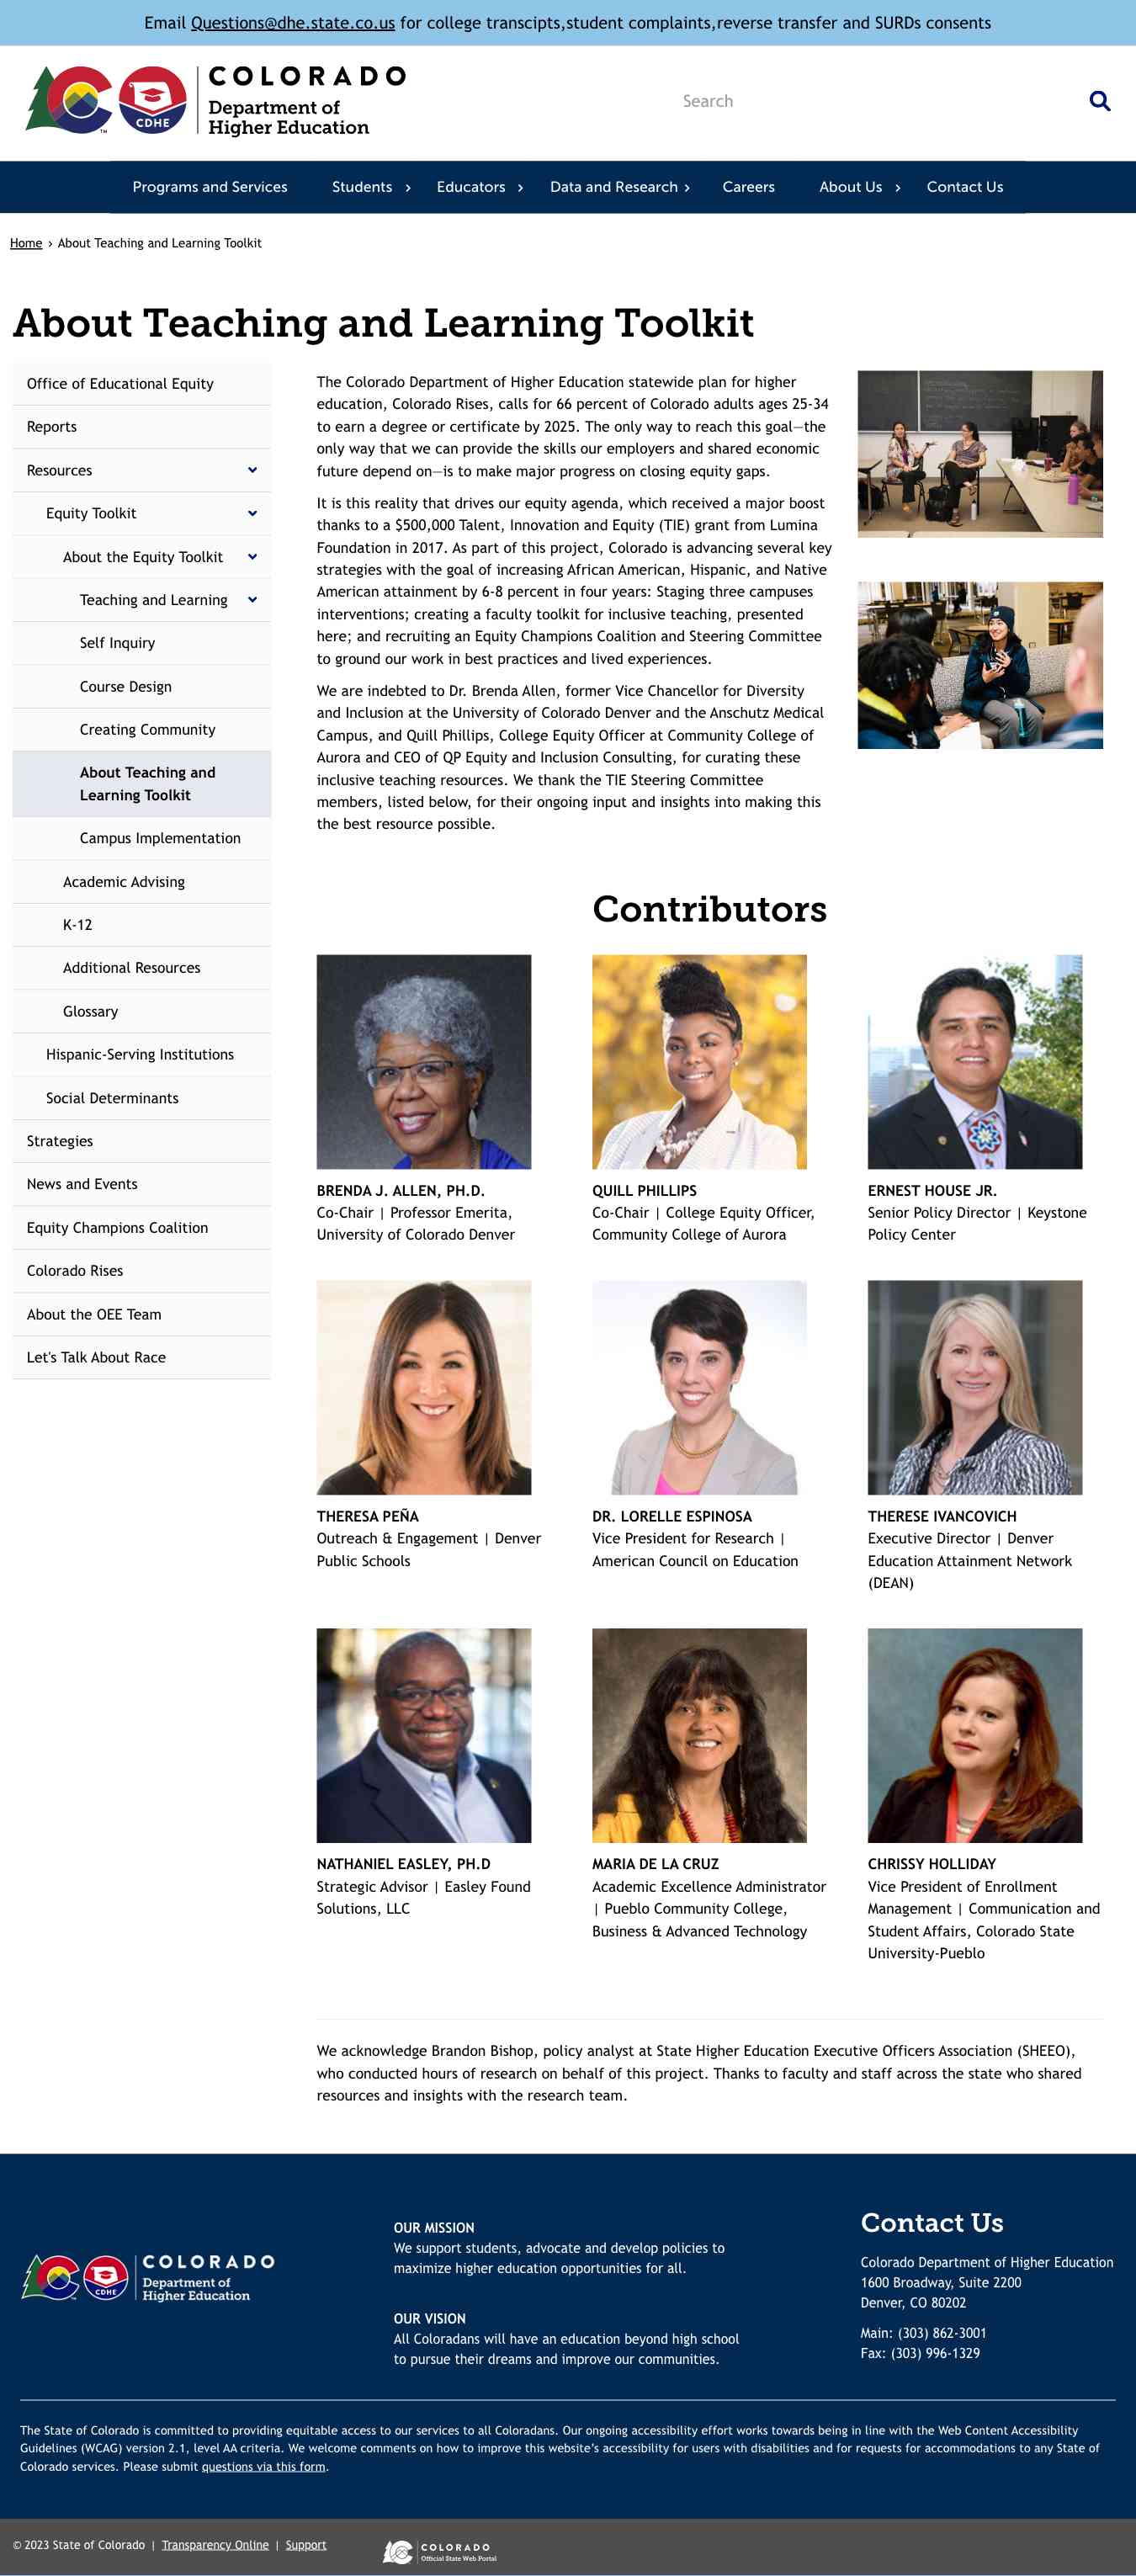 Email Questions@dhe.state.co.us for college transcipts,student complaints,reverse transfer and SURDs consents
CDHE
TM
COLORADO
Department of
Higher Education
Search
Programs and Services
Students ›
Educators ›
Data and Research ›
Careers
About Us ›
Contact Us
Home › About Teaching and Learning Toolkit
About Teaching and Learning Toolkit
Office of Educational Equity
Reports
Resources
Equity Toolkit
About the Equity Toolkit
Teaching and Learning
Self Inquiry
Course Design
Creating Community
About Teaching and
Learning Toolkit
Campus Implementation
Academic Advising
K-12
Additional Resources
Glossary
Hispanic-Serving Institutions
Social Determinants
Strategies
News and Events
Equity Champions Coalition
Colorado Rises
About the OEE Team
Let's Talk About Race
The Colorado Department of Higher Education statewide plan for higher
education, Colorado Rises, calls for 66 percent of Colorado adults ages 25-34
to earn a degree or certificate by 2025. The only way to reach this goal—the
only way that we can provide the skills our employers and shared economic
future depend on—is to make major progress on closing equity gaps.
It is this reality that drives our equity agenda, which received a major boost
thanks to a $500,000 Talent, Innovation and Equity (TIE) grant from Lumina
Foundation in 2017. As part of this project, Colorado is advancing several key
strategies with the goal of increasing African American, Hispanic, and Native
American attainment by 6-8 percent in four years: Staging three campuses
interventions; creating a faculty toolkit for inclusive teaching, presented
here; and recruiting an Equity Champions Coalition and Steering Committee
to ground our work in best practices and lived experiences.
We are indebted to Dr. Brenda Allen, former Vice Chancellor for Diversity
and Inclusion at the University of Colorado Denver and the Anschutz Medical
Campus, and Quill Phillips, College Equity Officer at Community College of
Aurora and CEO of QP Equity and Inclusion Consulting, for curating these
inclusive teaching resources. We thank the TIE Steering Committee
members, listed below, for their ongoing input and insights into making this
the best resource possible.
Contributors
BRENDA J. ALLEN, PH.D.
Co-Chair | Professor Emerita,
University of Colorado Denver
QUILL PHILLIPS
Co-Chair | College Equity Officer,
Community College of Aurora
ERNEST HOUSE JR.
Senior Policy Director | Keystone
Policy Center
THERESA PEÑA
Outreach & Engagement | Denver
Public Schools
DR. LORELLE ESPINOSA
Vice President for Research |
American Council on Education
THERESE IVANCOVICH
Executive Director | Denver
Education Attainment Network
(DEAN)
NATHANIEL EASLEY, PH.D
Strategic Advisor | Easley Found
Solutions, LLC
MARIA DE LA CRUZ
Academic Excellence Administrator
| Pueblo Community College,
Business & Advanced Technology
CHRISSY HOLLIDAY
Vice President of Enrollment
Management | Communication and
Student Affairs, Colorado State
University-Pueblo
We acknowledge Brandon Bishop, policy analyst at State Higher Education Executive Officers Association (SHEEO),
who conducted hours of research on behalf of this project. Thanks to faculty and staff across the state who shared
resources and insights with the research team.
CDHE
COLORADO
Department of
Higher Education
OUR MISSION
We support students, advocate and develop policies to
maximize higher education opportunities for all.
OUR VISION
All Coloradans will have an education beyond high school
to pursue their dreams and improve our communities.
Contact Us
Colorado Department of Higher Education
1600 Broadway, Suite 2200
Denver, CO 80202
Main: (303) 862-3001
Fax: (303) 996-1329
The State of Colorado is committed to providing equitable access to our services to all Coloradans. Our ongoing accessibility effort works towards being in line with the Web Content Accessibility
Guidelines (WCAG) version 2.1, level AA criteria. We welcome comments on how to improve this website's accessibility for users with disabilities and for requests for accommodations to any State of
Colorado services. Please submit questions via this form.
© 2023 State of Colorado | Transparency Online | Support
COLORADO
Official State Web Portal